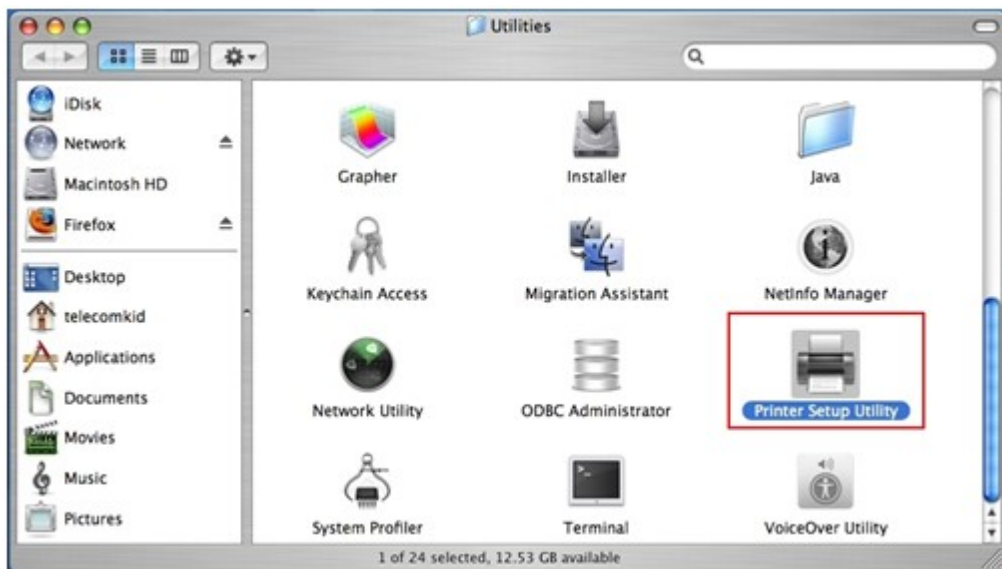 Utilities
iDisk
Network
Macintosh HD
Firefox
Desktop
telecomkid
Applications
Documents
Movies
Music
Pictures
Grapher
Installer
Java
Keychain Access
Migration Assistant
NetInfo Manager
Network Utility
ODBC Administrator
Printer Setup Utility
System Profiler
Terminal
VoiceOver Utility
1 of 24 selected, 12.53 GB available